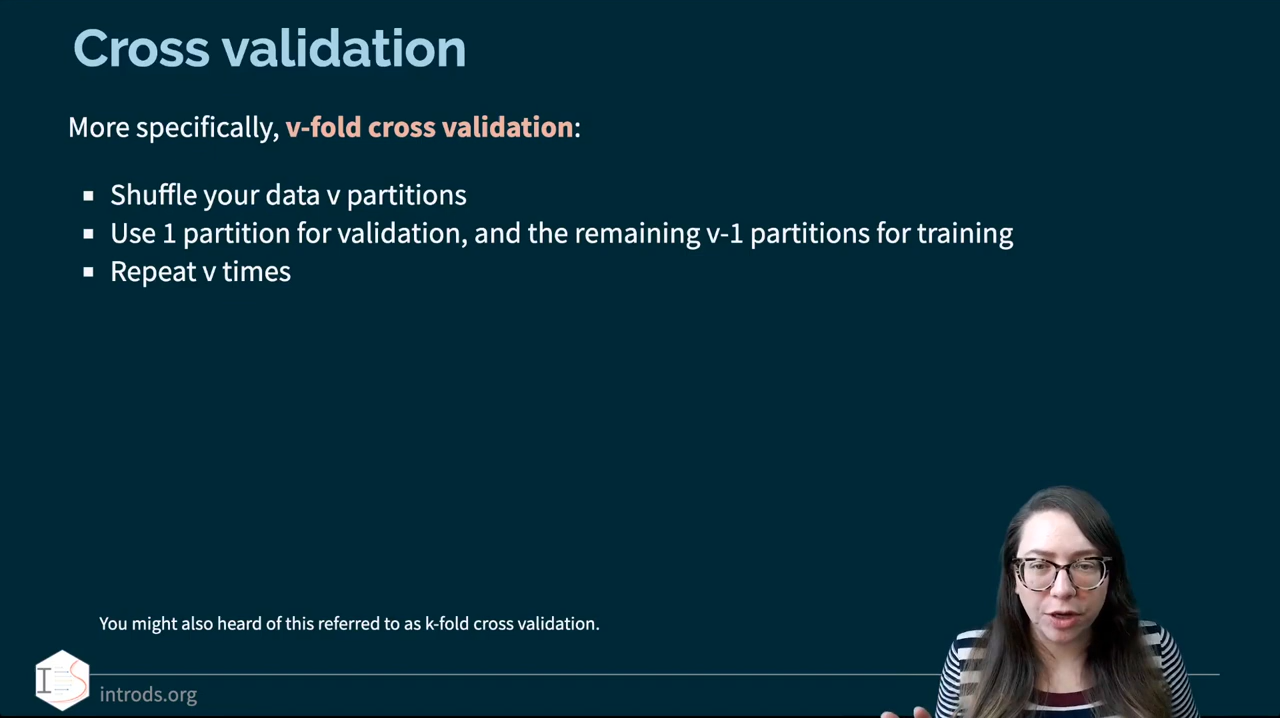 Cross validation
More specifically, v-fold cross validation:
Shuffle your data v partitions
Use 1 partition for validation, and the remaining v-1 partitions for training
Repeat v times
You might also heard of this referred to as k-fold cross validation.
IDS
introds.org